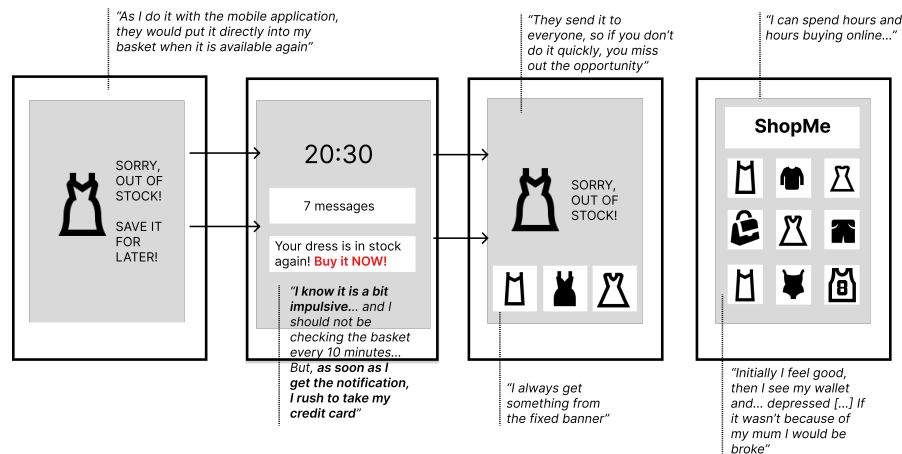 “As I do it with the mobile application,
they would put it directly into my
basket when it is available again”
“They send it to
everyone, so if you don’t
do it quickly, you miss
out the opportunity”
“I can spend hours and
hours buying online…”
SORRY,
OUT OF
STOCK!
SAVE IT
FOR
LATER!
20:30
7 messages
Your dress is in stock
again! Buy it NOW!
“I know it is a bit
impulsive… and I
should not be
checking the basket
every 10 minutes…
But, as soon as I
get the notification,
I rush to take my
credit card”
SORRY,
OUT OF
STOCK!
“I always get
something from
the fixed banner”
ShopMe
8
“Initially I feel good,
then I see my wallet
and… depressed […] If
it wasn’t because of
my mum I would be
broke”